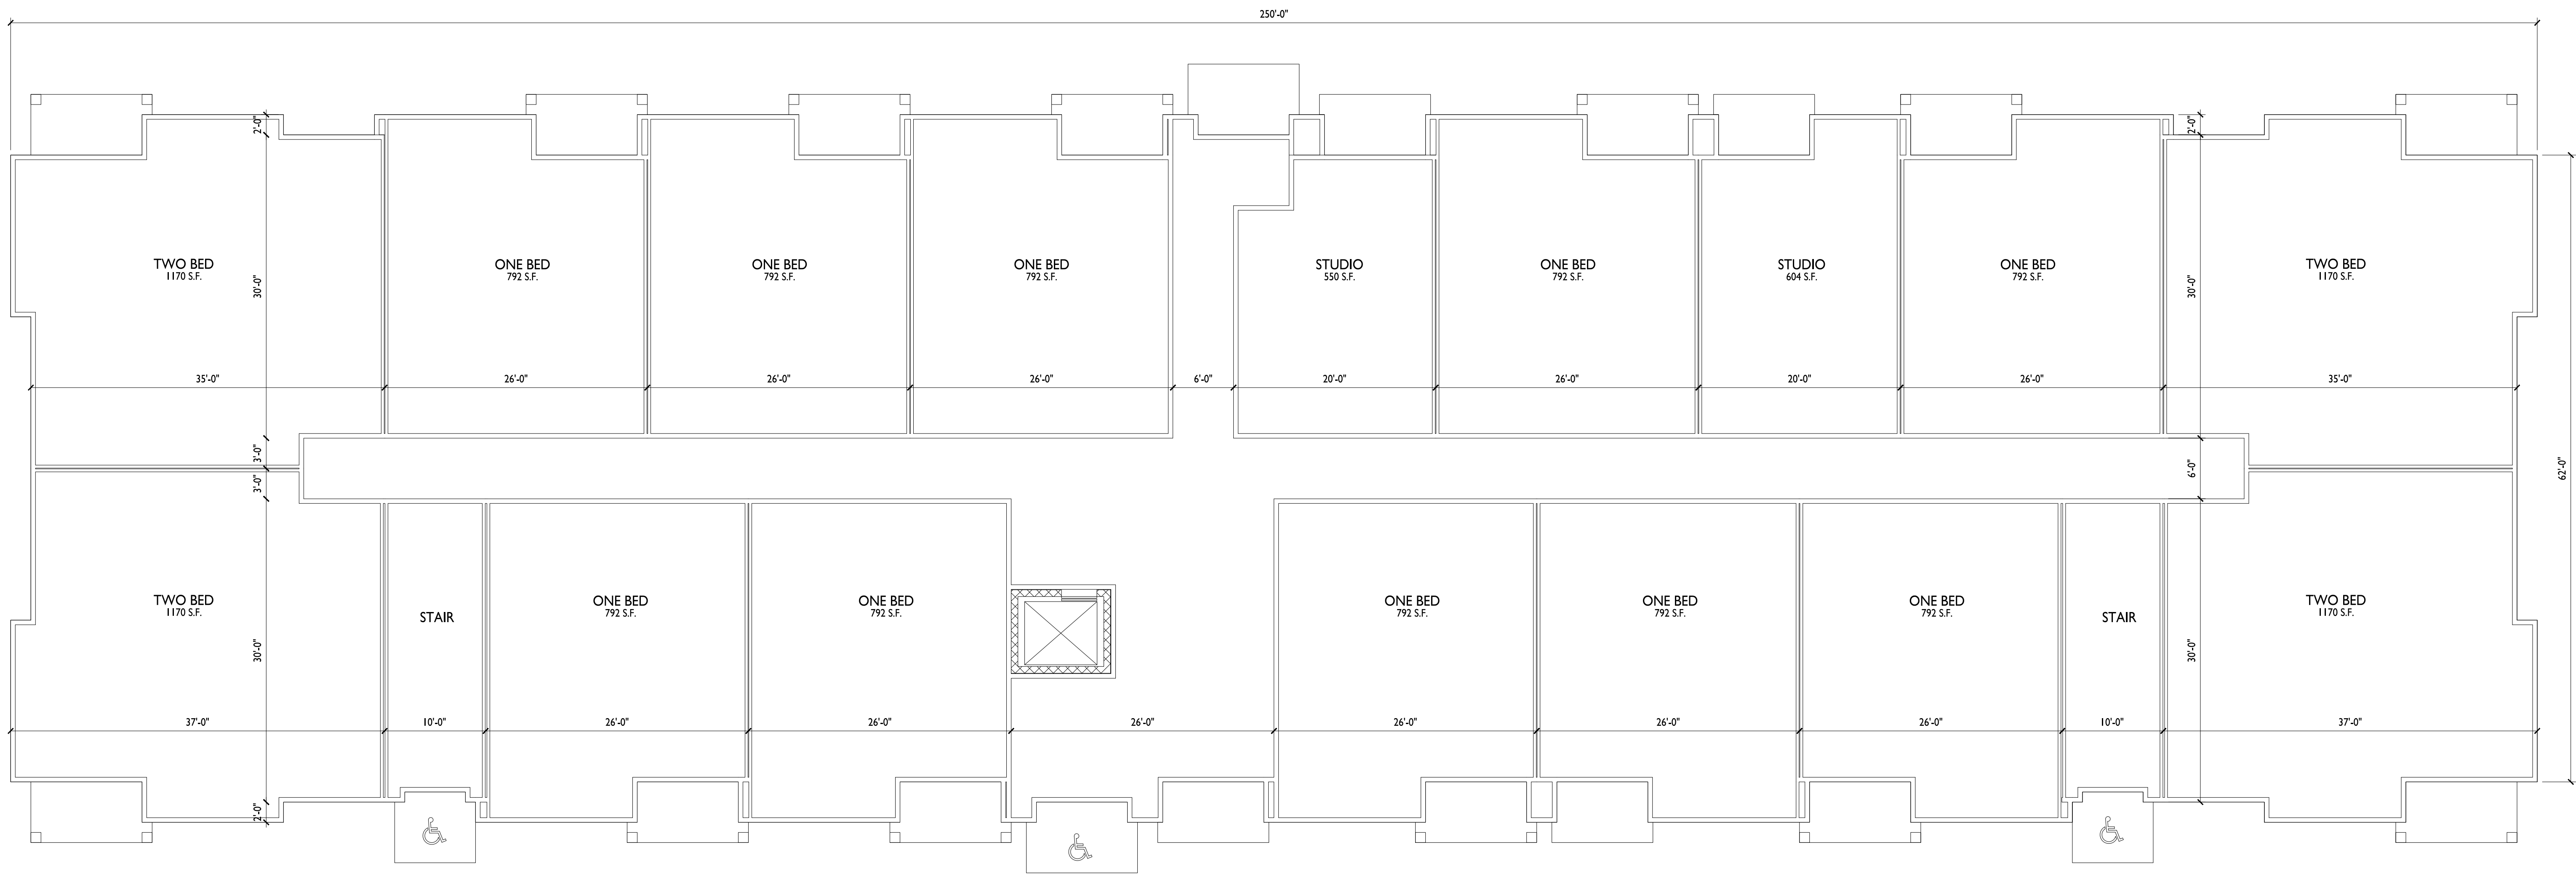 250'-0"
2'-0"
2'-0"
TWO BED
1170 S.F.
ONE BED
792 S.F.
ONE BED
792 S.F.
ONE BED
792 S.F.
STUDIO
550 S.F.
ONE BED
792 S.F.
STUDIO
604 S.F.
ONE BED
792 S.F.
TWO BED
1170 S.F.
30'-0"
30'-0"
35'-0"
26'-0"
26'-0"
26'-0"
6'-0"
20'-0"
26'-0"
20'-0"
26'-0"
35'-0"
3'-0"
3'-0"
6'-0"
62'-0"
TWO BED
1170 S.F.
STAIR
ONE BED
792 S.F.
ONE BED
792 S.F.
ONE BED
792 S.F.
ONE BED
792 S.F.
ONE BED
792 S.F.
STAIR
TWO BED
1170 S.F.
30'-0"
30'-0"
37'-0"
10'-0"
26'-0"
26'-0"
26'-0"
26'-0"
26'-0"
26'-0"
10'-0"
37'-0"
2'-0"